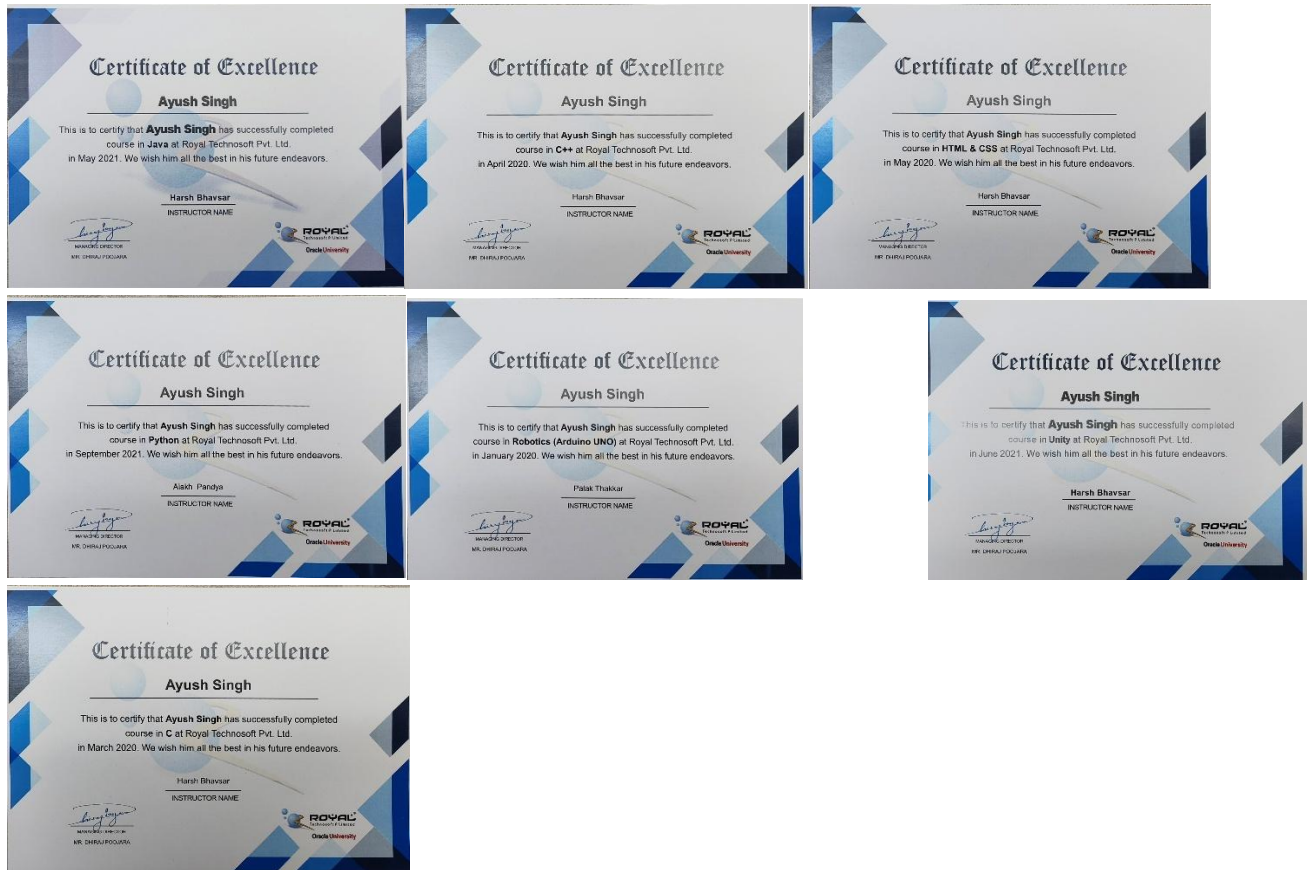 Certificate of Excellence
Ayush Singh
This is to certify that Ayush Singh has successfully completed
course in Java at Royal Technosoft Pvt. Ltd.
in May 2021. We wish him all the best in his future endeavors.
Harsh Bhavsar
INSTRUCTOR NAME
MANAGING DIRECTOR
MR. DHIRAJ POOJARA
ROYAL
Technosoft P Limited
Oracle University
Certificate of Excellence
Ayush Singh
This is to certify that Ayush Singh has successfully completed
course in C++ at Royal Technosoft Pvt. Ltd.
in April 2020. We wish him all the best in his future endeavors.
Harsh Bhavsar
INSTRUCTOR NAME
MANAGING DIRECTOR
MR. DHIRAJ POOJARA
ROYAL
Technosoft P Limited
Oracle University
Certificate of Excellence
Ayush Singh
This is to certify that Ayush Singh has successfully completed
course in HTML & CSS at Royal Technosoft Pvt. Ltd.
in May 2020. We wish him all the best in his future endeavors.
Harsh Bhavsar
INSTRUCTOR NAME
MANAGING DIRECTOR
MR. DHIRAJ POOJARA
ROYAL
Technosoft P Limited
Oracle University
Certificate of Excellence
Ayush Singh
This is to certify that Ayush Singh has successfully completed
course in Python at Royal Technosoft Pvt. Ltd.
in September 2021. We wish him all the best in his future endeavors.
Pandya
INSTRUCTOR NAME
MANAGING DIRECTOR
MR. DHIRAJ POOJARA
ROYAL
Technosoft P Limited
Oracle University
Certificate of Excellence
Ayush Singh
This is to certify that Ayush Singh has successfully completed
course in Robotics (Arduino UNO) at Royal Technosoft Pvt. Ltd.
in January 2020. We wish him all the best in his future endeavors.
Palak Thakkar
INSTRUCTOR NAME
MANAGING DIRECTOR
MR. DHIRAJ POOJARA
ROYAL
Technosoft P Limited
Oracle University
Certificate of Excellence
Ayush Singh
This is to certify that Ayush Singh has successfully completed
course in Unity at Royal Technosoft Pvt. Ltd.
in June 2021. We wish him all the best in his future endeavors.
Harsh Bhavsar
INSTRUCTOR NAME
MANAGING DIRECTOR
MR. DHIRAJ POOJARA
ROYAL
Technosoft P Limited
Oracle University
Certificate of Excellence
Ayush Singh
This is to certify that Ayush Singh has successfully completed
course in C at Royal Technosoft Pvt. Ltd.
in March 2020. We wish him all the best in his future endeavors.
Harsh Bhavsar
INSTRUCTOR NAME
MANAGING DIRECTOR
MR. DHIRAJ POOJARA
ROYAL
Technosoft P Limited
Oracle University